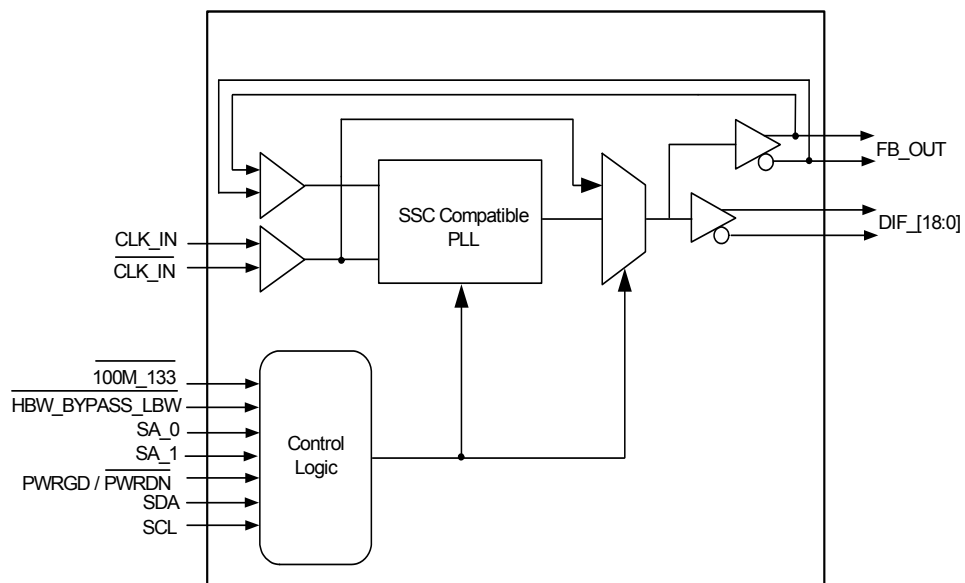 FB_OUT
SSC Compatible
PLL
DIF_[18:0]
CLK_IN
CLK_IN
100M_133
HBW_BYPASS_LBW
SA_0
SA_1
PWRGD / PWRDN
SDA
SCL
Control
Logic